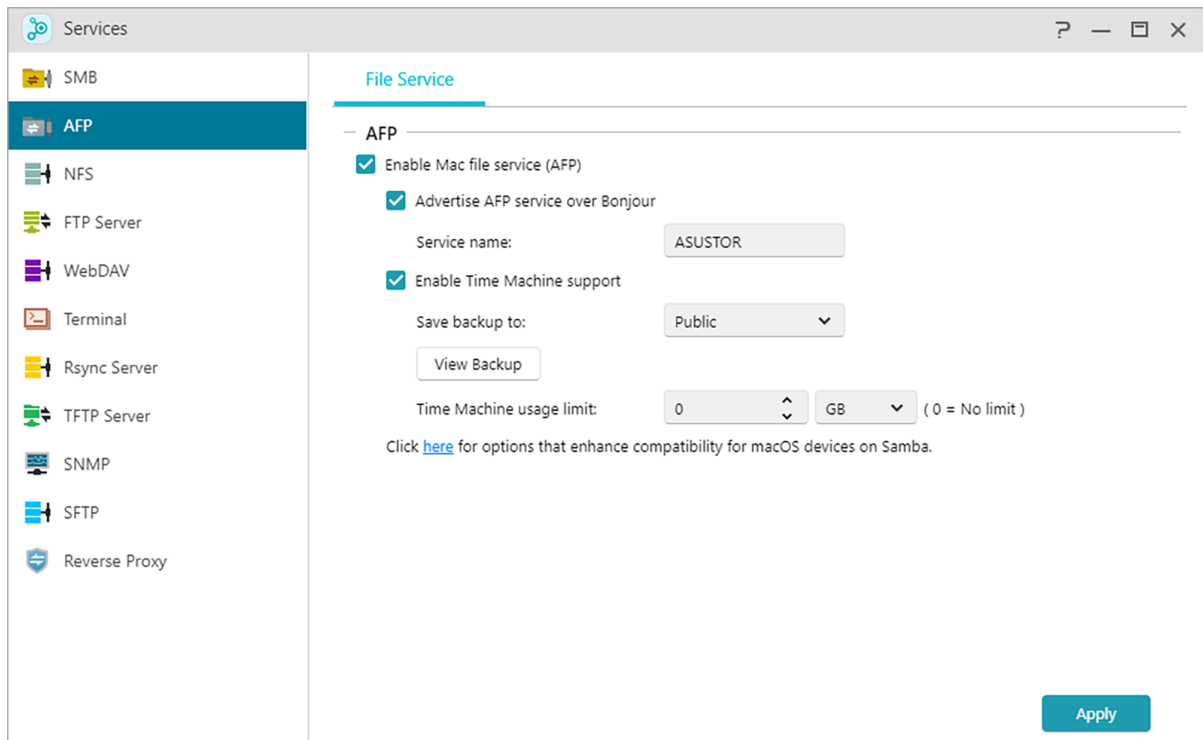 Services
SMB
AFP
NFS
FTP Server
WebDAV
Terminal
Rsync Server
TFTP Server
SNMP
SFTP
Reverse Proxy
File Service
AFP
Enable Mac file service (AFP)
Advertise AFP service over Bonjour
Service name: ASUSTOR
Enable Time Machine support
Save backup to: Public
View Backup
Time Machine usage limit: 0 GB ( 0 = No limit )
Click here for options that enhance compatibility for macOS devices on Samba.
Apply